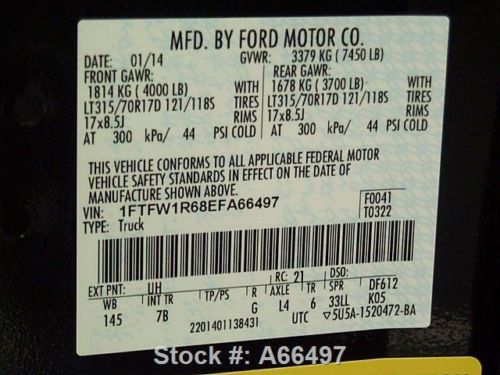 MFD. BY FORD MOTOR CO.
DATE: 01/14 GVWR: 3379 KG ( 7450 LB)
FRONT GAWR: REAR GAWR:
1814 KG ( 4000 LB) WITH 1678 KG ( 3700 LB) WITH
LT315/70R17D 121/118S TIRES LT315/70R17D 121/118S TIRES
17x8.5J RIMS 17x8.5J RIMS
AT 300 kPa/ 44 PSI COLD AT 300 kPa/ 44 PSI COLD
THIS VEHICLE CONFORMS TO ALL APPLICABLE FEDERAL MOTOR
VEHICLE SAFETY STANDARDS IN EFFECT ON THE DATE OF
MANUFACTURE SHOWN ABOVE.
VIN: 1FTFW1R68EFA66497 F0041
TYPE: Truck T0322
EXT PNT: UH RC: 21 DSO:
WB INT TR TP/PS R AXLE TR SPR DF612
145 7B G L4 6 33LL K05
2201401138431 UTC ▽5U5A-1520472-BA
Stock #: A66497